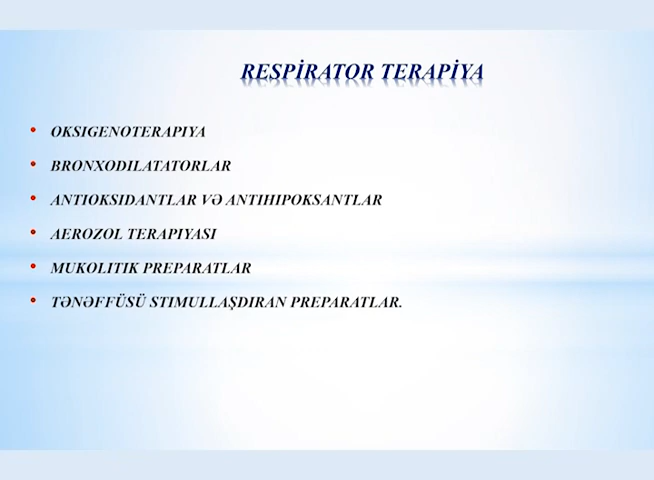 RESPİRATOR TERAPİYA
OKSIGENOTERAPIYA
BRONXODILATATORLAR
ANTIOKSIDANTLAR VƏ ANTIHIPOKSANTLAR
AEROZOL TERAPIYASI
MUKOLITIK PREPARATLAR
TƏNƏFFÜSÜ STIMULLAŞDIRAN PREPARATLAR.